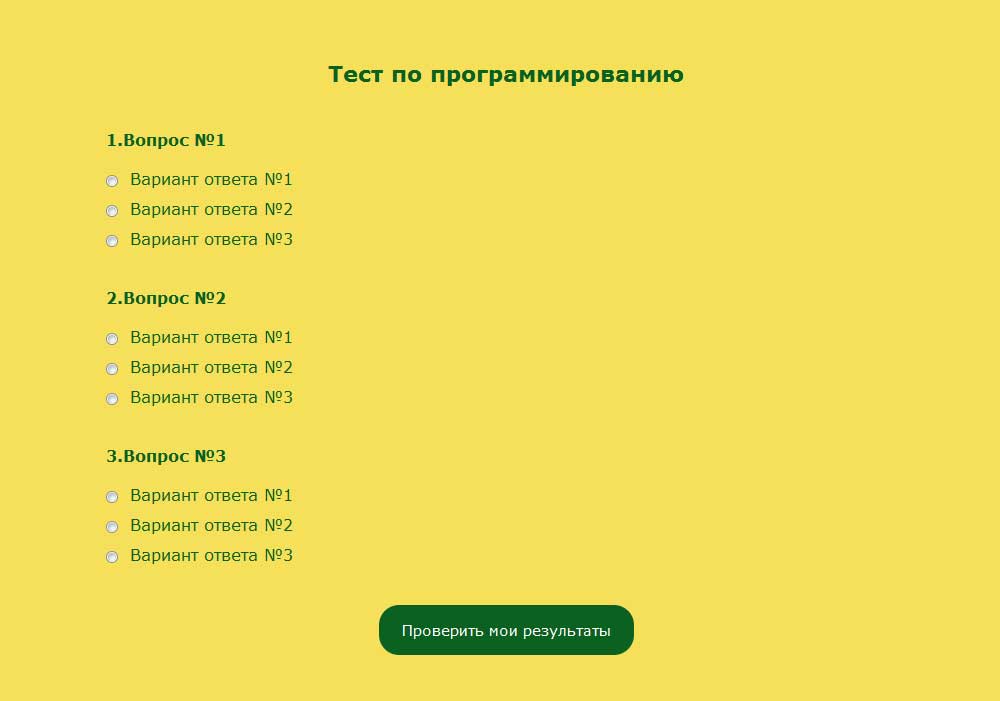 Тест по программированию
1.Вопрос №1
Вариант ответа №1
Вариант ответа №2
Вариант ответа №3
2.Вопрос №2
Вариант ответа №1
Вариант ответа №2
Вариант ответа №3
3.Вопрос №3
Вариант ответа №1
Вариант ответа №2
Вариант ответа №3
Проверить мои результаты